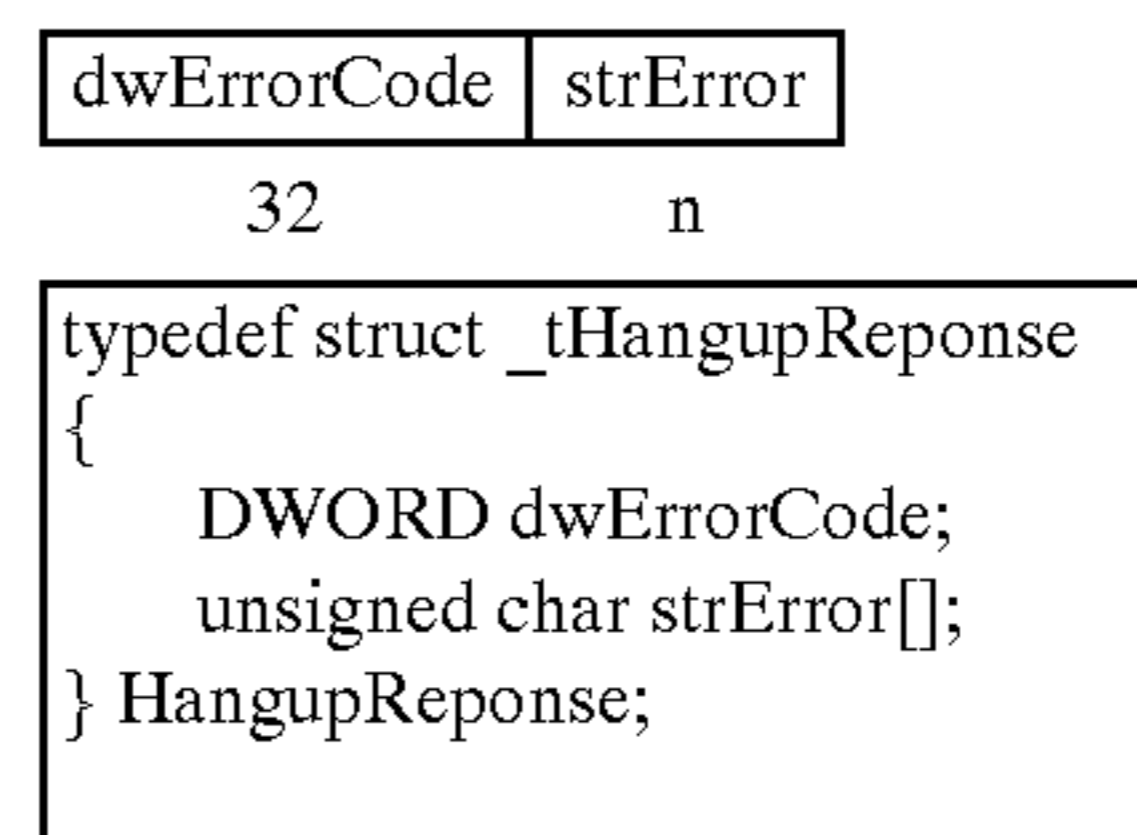 dwErrorCode strError
32 n
typedef struct _tHangupReponse
{
DWORD dwErrorCode;
unsigned char strError[];
} HangupReponse;